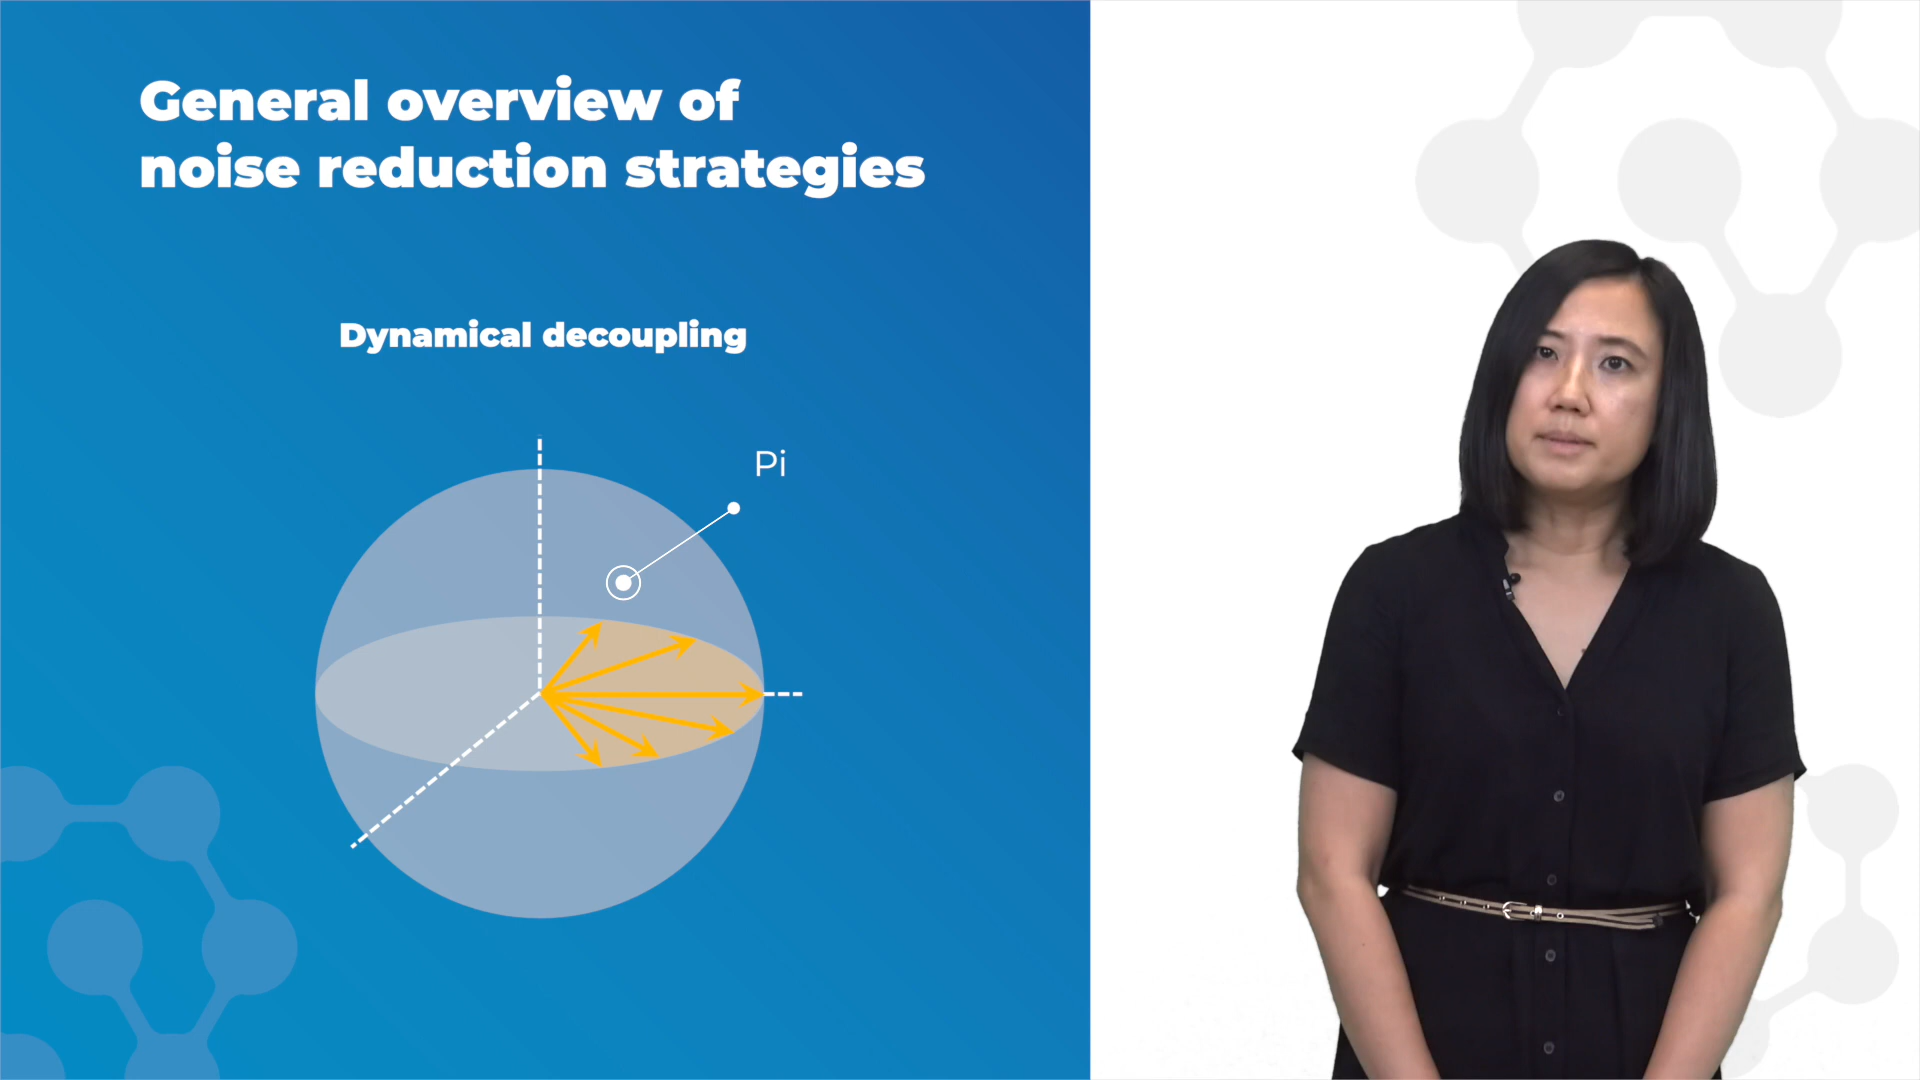 General overview of
noise reduction strategies
Dynamical decoupling
Pi